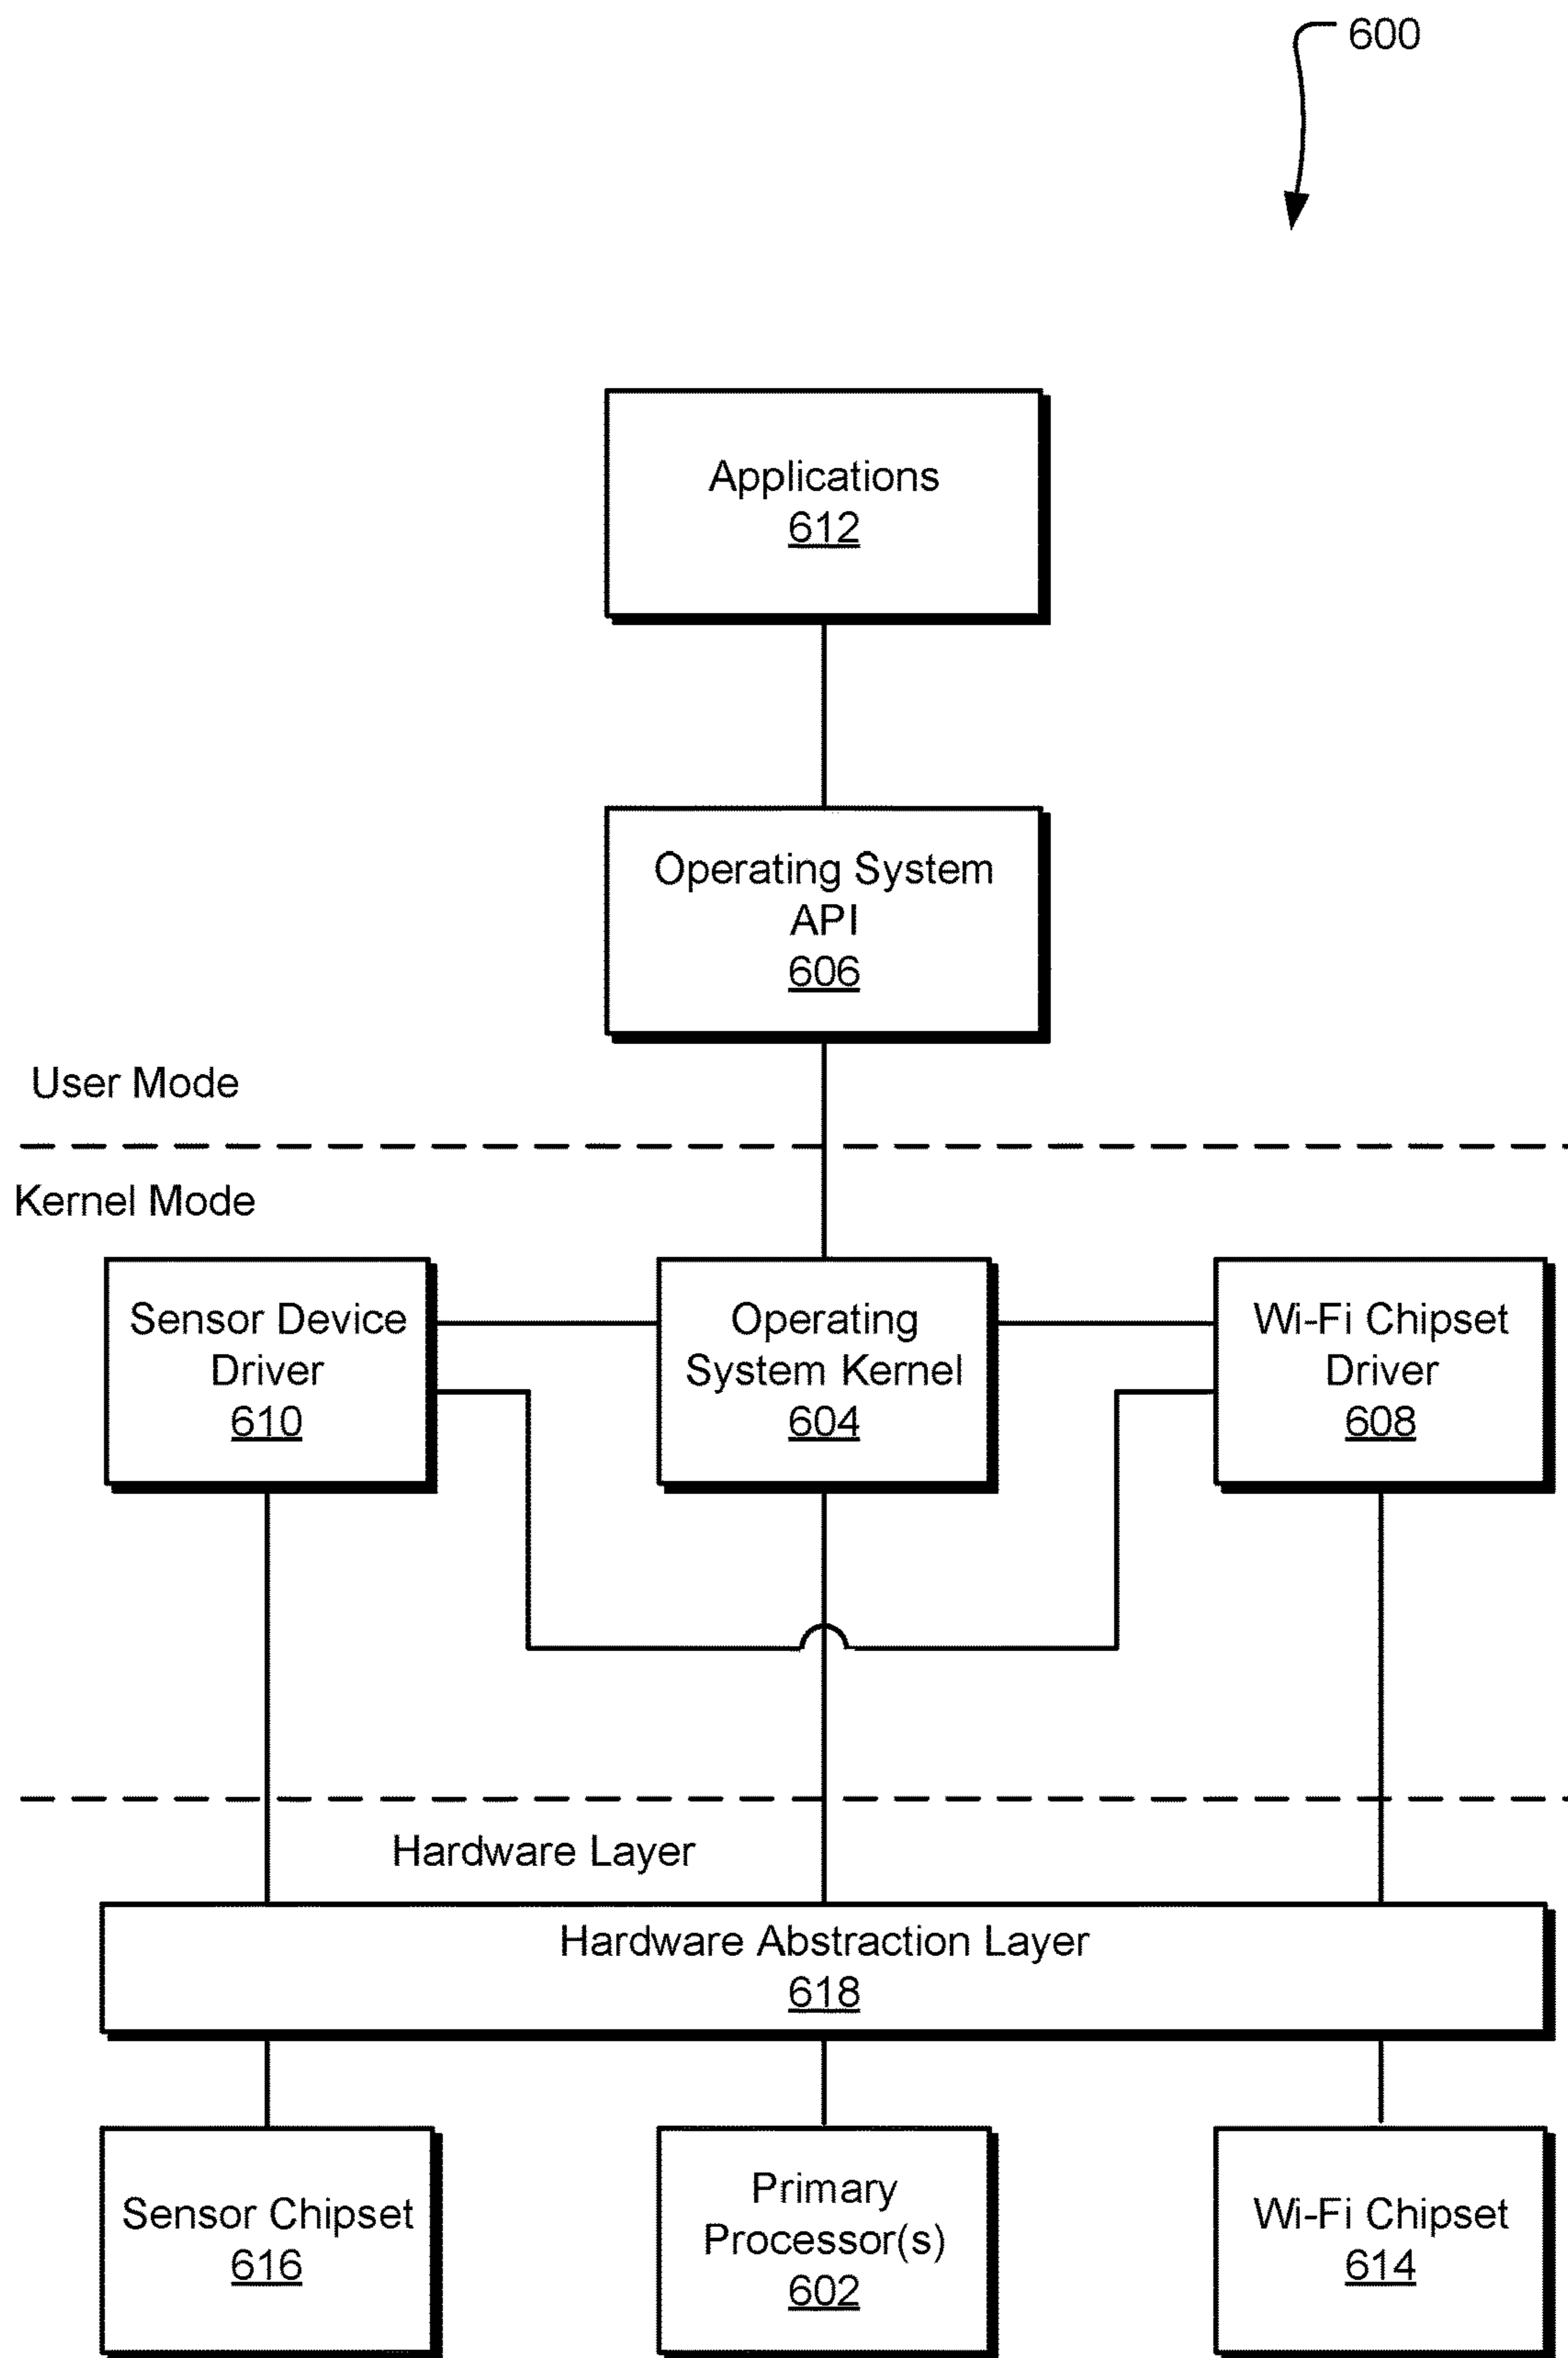 600
Applications
612
Operating System
API
606
User Mode
Kernel Mode
Sensor Device
Driver
610
Operating
System Kernel
604
Wi-Fi Chipset
Driver
608
Hardware Layer
Hardware Abstraction Layer
618
Sensor Chipset
616
Primary
Processor(s)
602
Wi-Fi Chipset
614